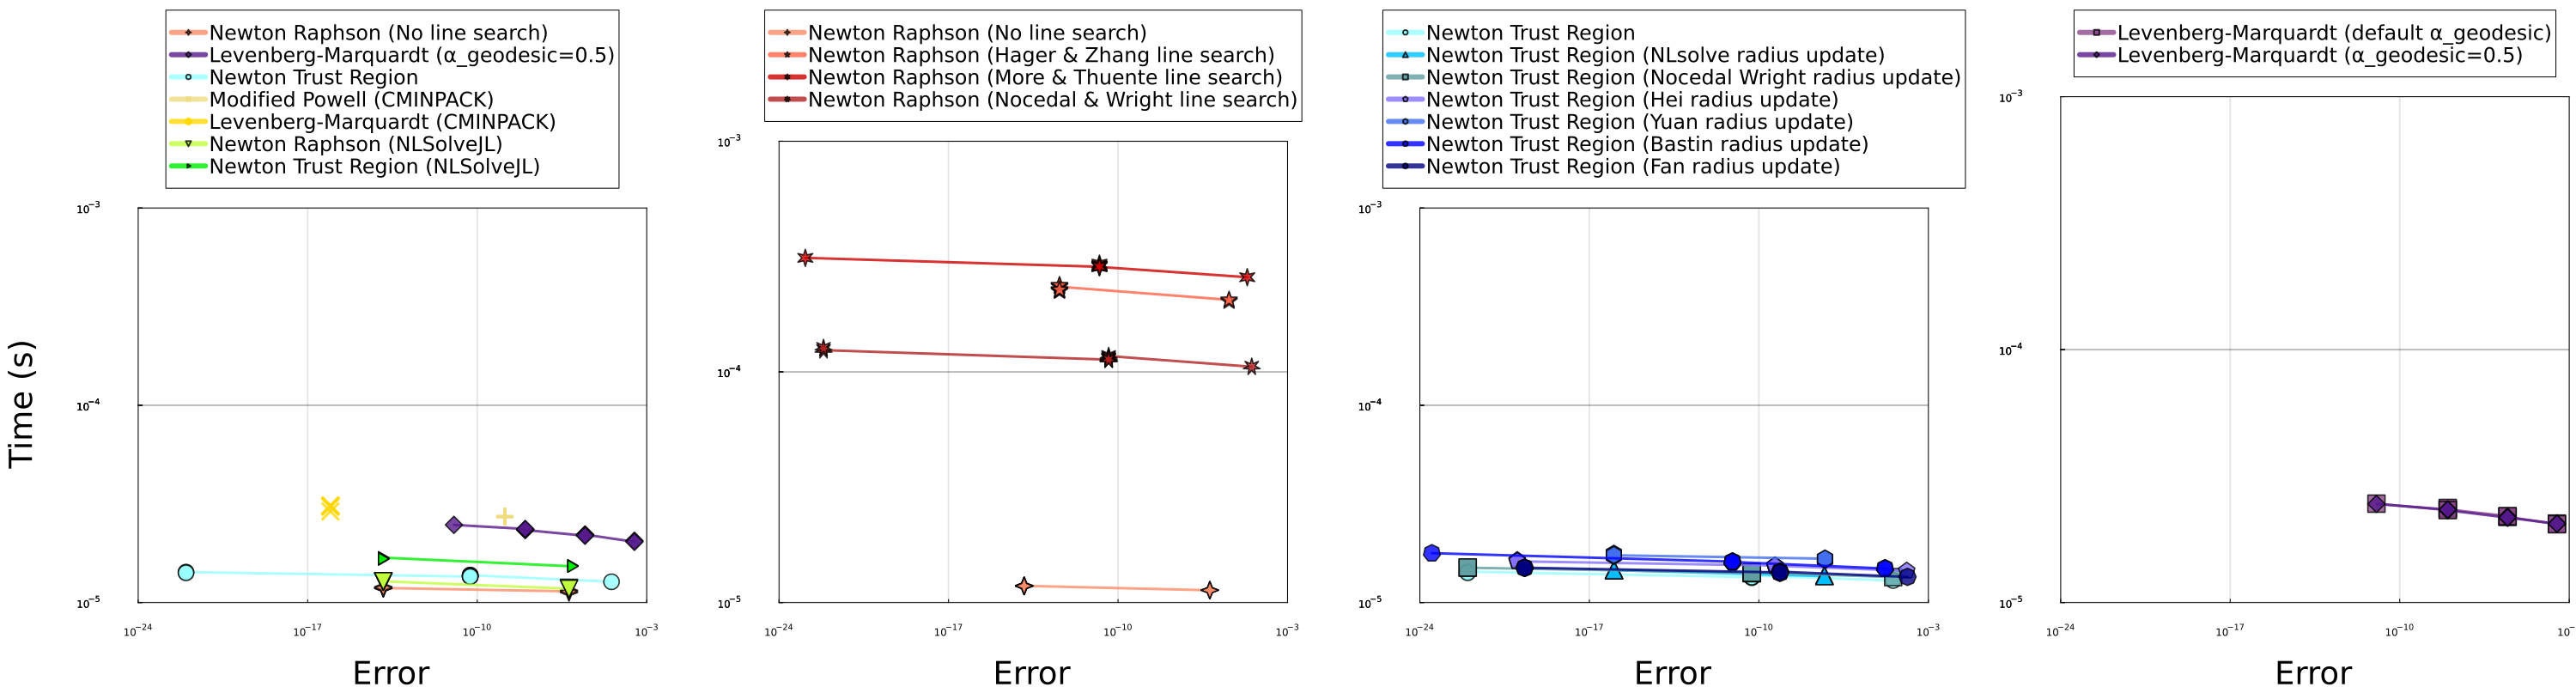 Newton Raphson (No line search)
Levenberg-Marquardt (α_geodesic=0.5)
Newton Trust Region
Modified Powell (CMINPACK)
Levenberg-Marquardt (CMINPACK)
Newton Raphson (NLSolveJL)
Newton Trust Region (NLSolveJL)
Time (s)
10⁻³
10⁻⁴
10⁻⁵
10⁻²⁴ 10⁻¹⁷ 10⁻¹⁰ 10⁻³
Error
Newton Raphson (No line search)
Newton Raphson (Hager & Zhang line search)
Newton Raphson (More & Thuente line search)
Newton Raphson (Nocedal & Wright line search)
10⁻³
10⁻⁴
10⁻⁵
10⁻²⁴ 10⁻¹⁷ 10⁻¹⁰ 10⁻³
Error
Newton Trust Region
Newton Trust Region (NLsolve radius update)
Newton Trust Region (Nocedal Wright radius update)
Newton Trust Region (Hei radius update)
Newton Trust Region (Yuan radius update)
Newton Trust Region (Bastin radius update)
Newton Trust Region (Fan radius update)
10⁻³
10⁻⁴
10⁻⁵
10⁻²⁴ 10⁻¹⁷ 10⁻¹⁰ 10⁻³
Error
Levenberg-Marquardt (default α_geodesic)
Levenberg-Marquardt (α_geodesic=0.5)
10⁻³
10⁻⁴
10⁻⁵
10⁻²⁴ 10⁻¹⁷ 10⁻¹⁰ 10⁻
Error